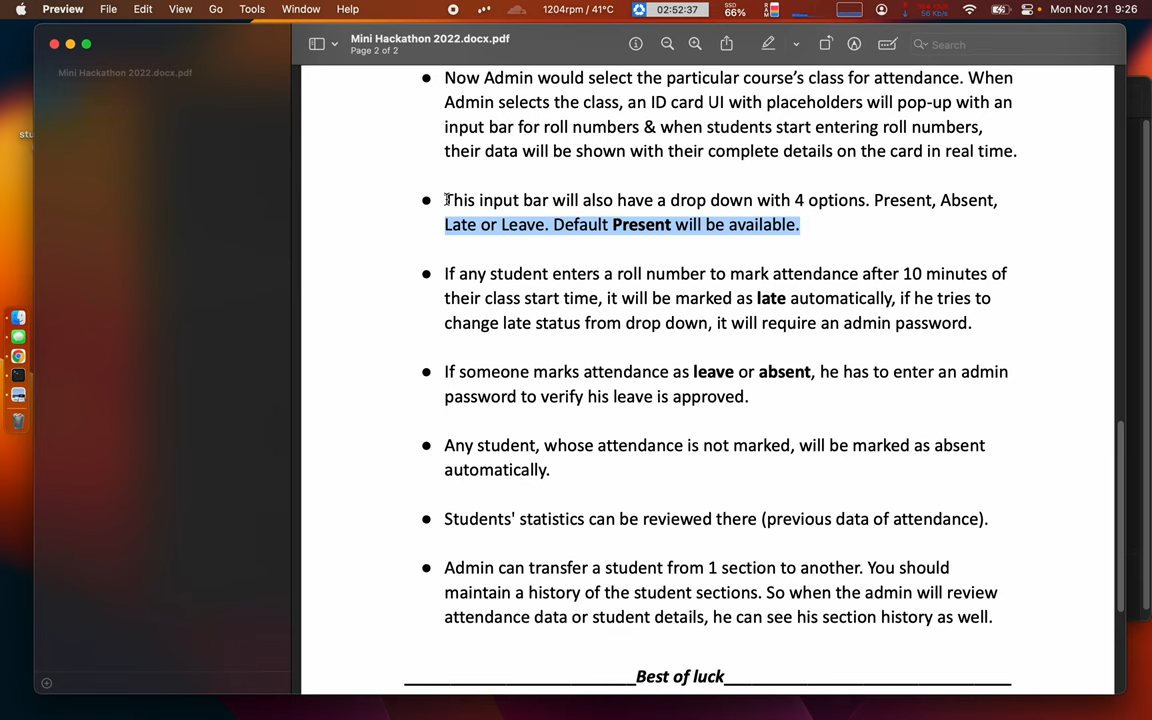 Preview File Edit View Go Tools Window Help 1204rpm / 41°C 02:52:37 SSD 66% Mon Nov 21 9:26
Mini Hackathon 2022.docx.pdf
Page 2 of 2
Search
Mini Hackathon 2022.docx.pdf
● Now Admin would select the particular course's class for attendance. When
Admin selects the class, an ID card UI with placeholders will pop-up with an
input bar for roll numbers & when students start entering roll numbers,
their data will be shown with their complete details on the card in real time.
● This input bar will also have a drop down with 4 options. Present, Absent,
Late or Leave. Default Present will be available.
● If any student enters a roll number to mark attendance after 10 minutes of
their class start time, it will be marked as late automatically, if he tries to
change late status from drop down, it will require an admin password.
● If someone marks attendance as leave or absent, he has to enter an admin
password to verify his leave is approved.
● Any student, whose attendance is not marked, will be marked as absent
automatically.
● Students' statistics can be reviewed there (previous data of attendance).
● Admin can transfer a student from 1 section to another. You should
maintain a history of the student sections. So when the admin will review
attendance data or student details, he can see his section history as well.
Best of luck